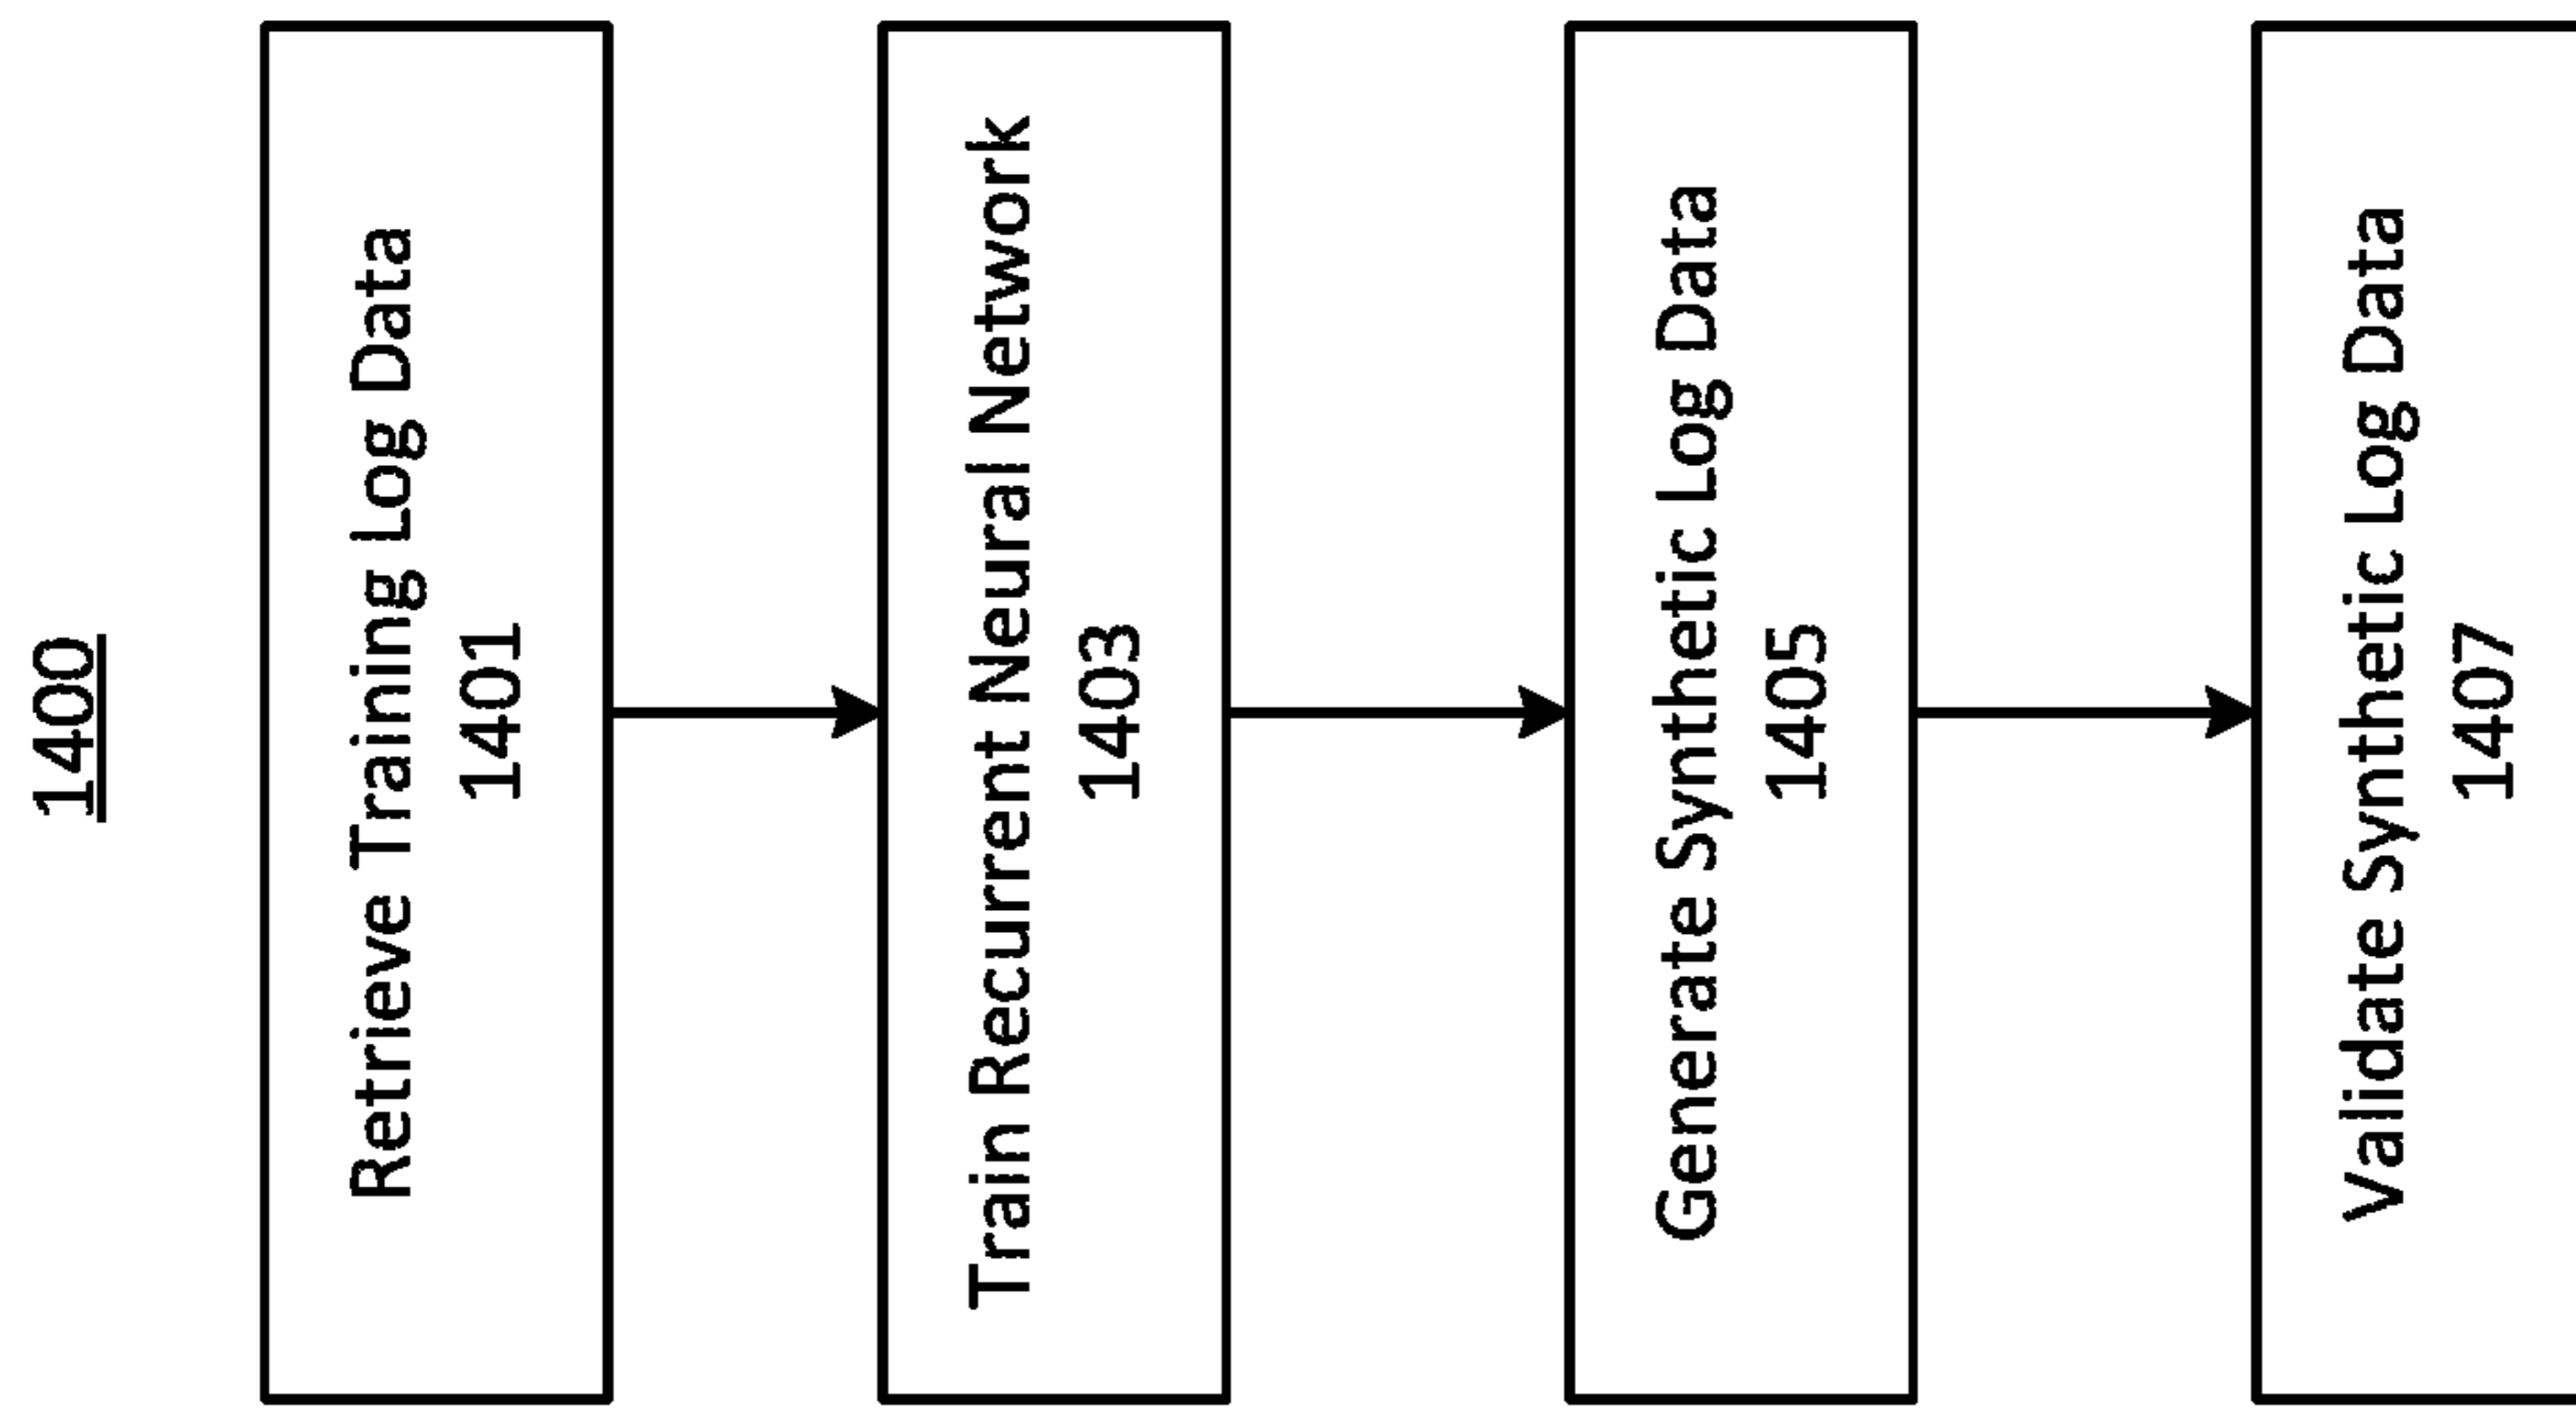 1400
Retrieve Training Log Data
1401
Train Recurrent Neural Network
1403
Generate Synthetic Log Data
1405
Validate Synthetic Log Data
1407